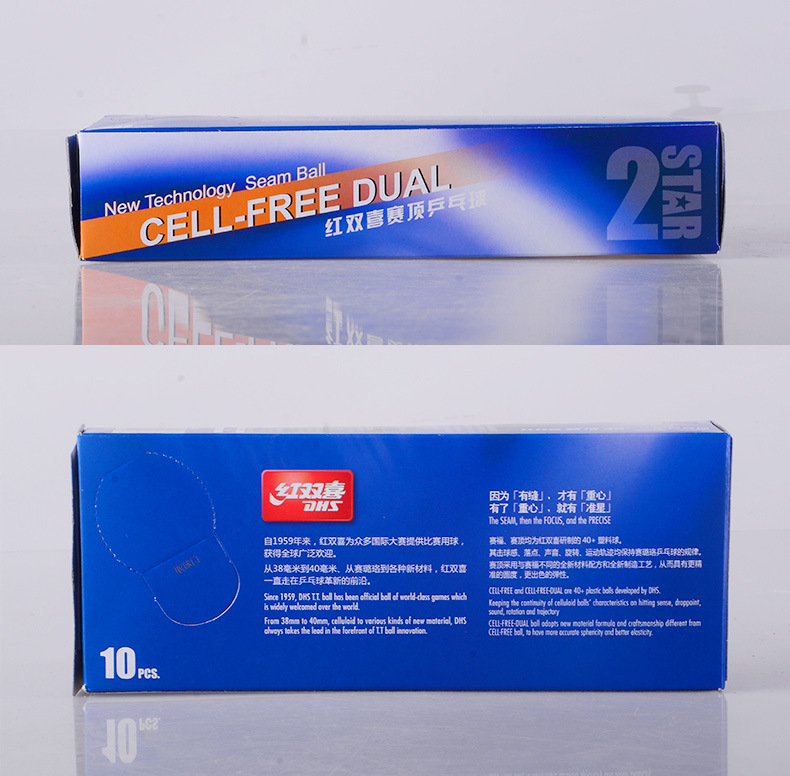 New Technology Seam Ball
CELL-FREE DUAL
红双喜赛顶乒乓球
2 STAR
红双喜
DHS
自1959年来，红双喜为众多国际大赛提供比赛用球，
获得全球广泛欢迎。
从38毫米到40毫米、从赛璐珞到各种新材料，红双喜
一直走在乒乓球革新的前沿。
Since 1959, DHS T.T. ball has been official ball of world-class games which
is widely welcomed over the world.
From 38mm to 40mm, celluloid to various kinds of new material, DHS
always takes the lead in the forefront of T.T ball innovation.
因为「有缝」，才有「重心」
有了「重心」，就有「准星」
The SEAM, then the FOCUS, and the PRECISE
赛福、赛顶均为红双喜研制的 40+ 塑料球。
其击球感、落点、声音、旋转、运动轨迹均保持赛璐珞乒乓球的规律。
赛顶采用与赛福不同的全新材料配方和全新制造工艺，从而具有更精
准的圆度，更出色的弹性。
CELL-FREE and CELL-FREE-DUAL are 40+ plastic balls developed by DHS.
Keeping the continuity of celluloid balls' characteristics on hitting sense, droppoint,
sound, rotation and trajectory
CELL-FREE-DUAL ball adopts new material formula and craftsmanship different from
CELL-FREE ball, to have more accurate sphericity and better elasticity.
10 PCS.